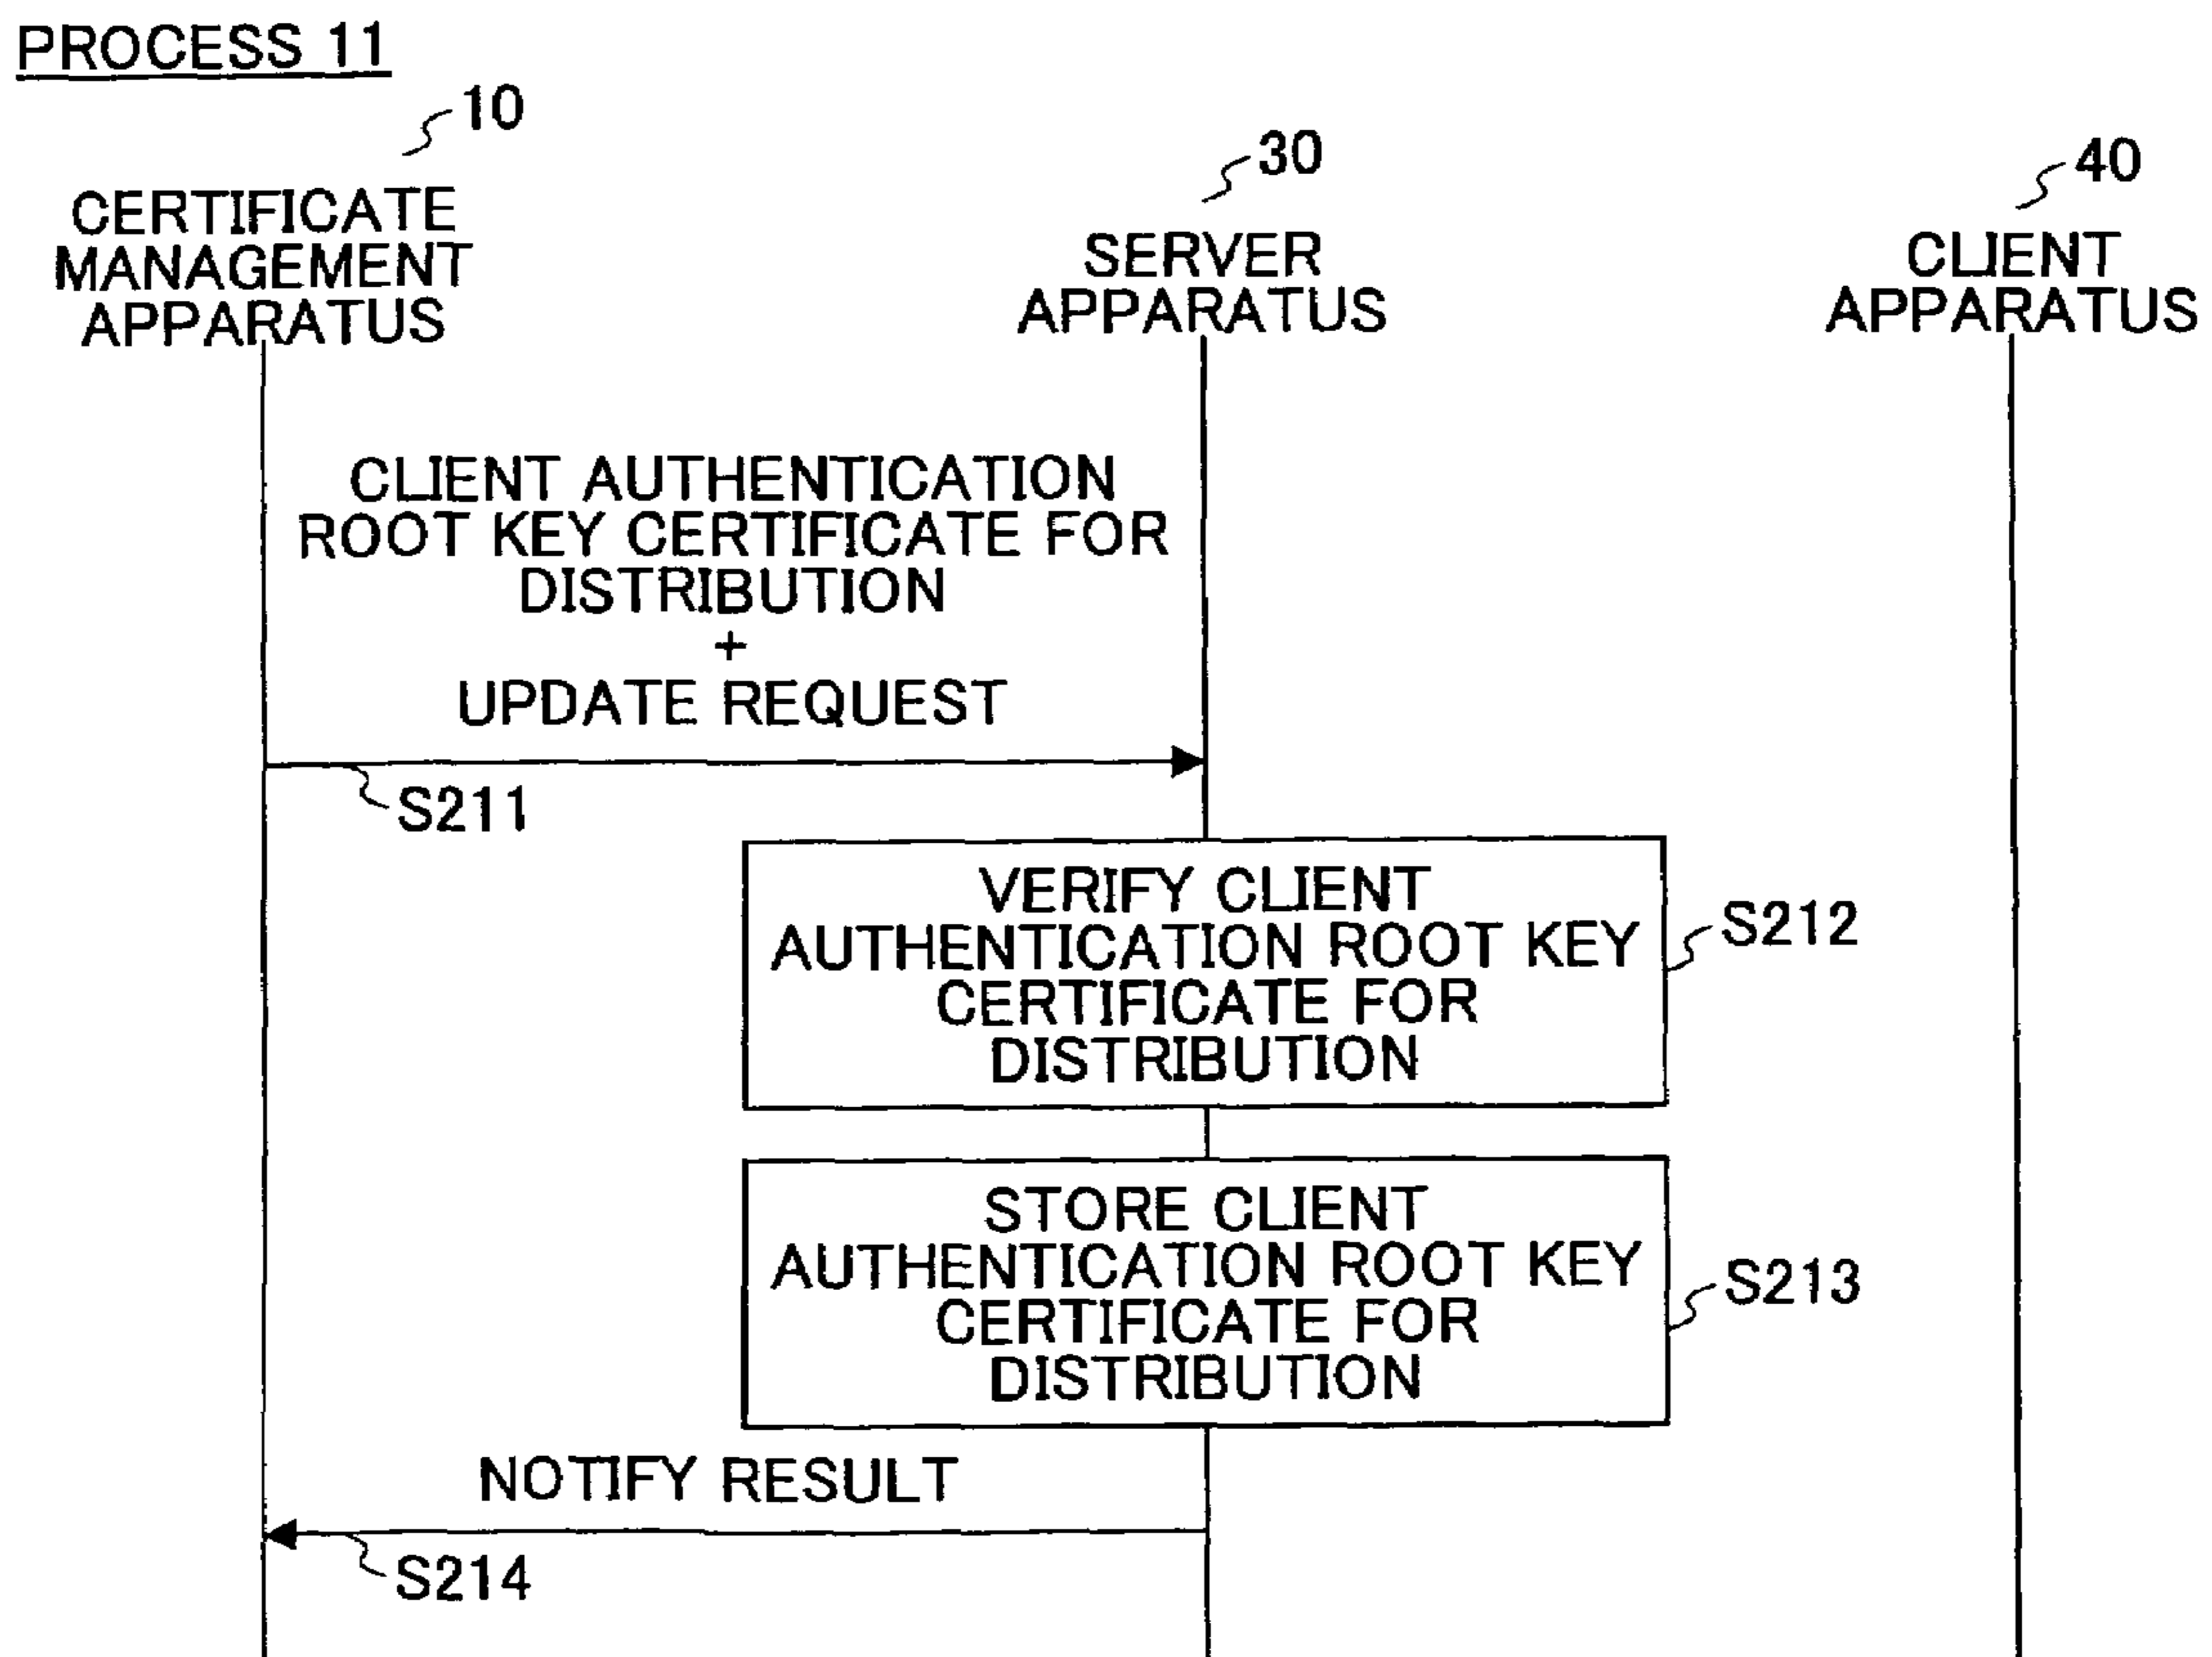 PROCESS 11
10
CERTIFICATE
MANAGEMENT
APPARATUS
30
SERVER
APPARATUS
40
CLIENT
APPARATUS
CLIENT AUTHENTICATION
ROOT KEY CERTIFICATE FOR
DISTRIBUTION
+
UPDATE REQUEST
S211
VERIFY CLIENT
AUTHENTICATION ROOT KEY
CERTIFICATE FOR
DISTRIBUTION
S212
STORE CLIENT
AUTHENTICATION ROOT KEY
CERTIFICATE FOR
DISTRIBUTION
S213
NOTIFY RESULT
S214